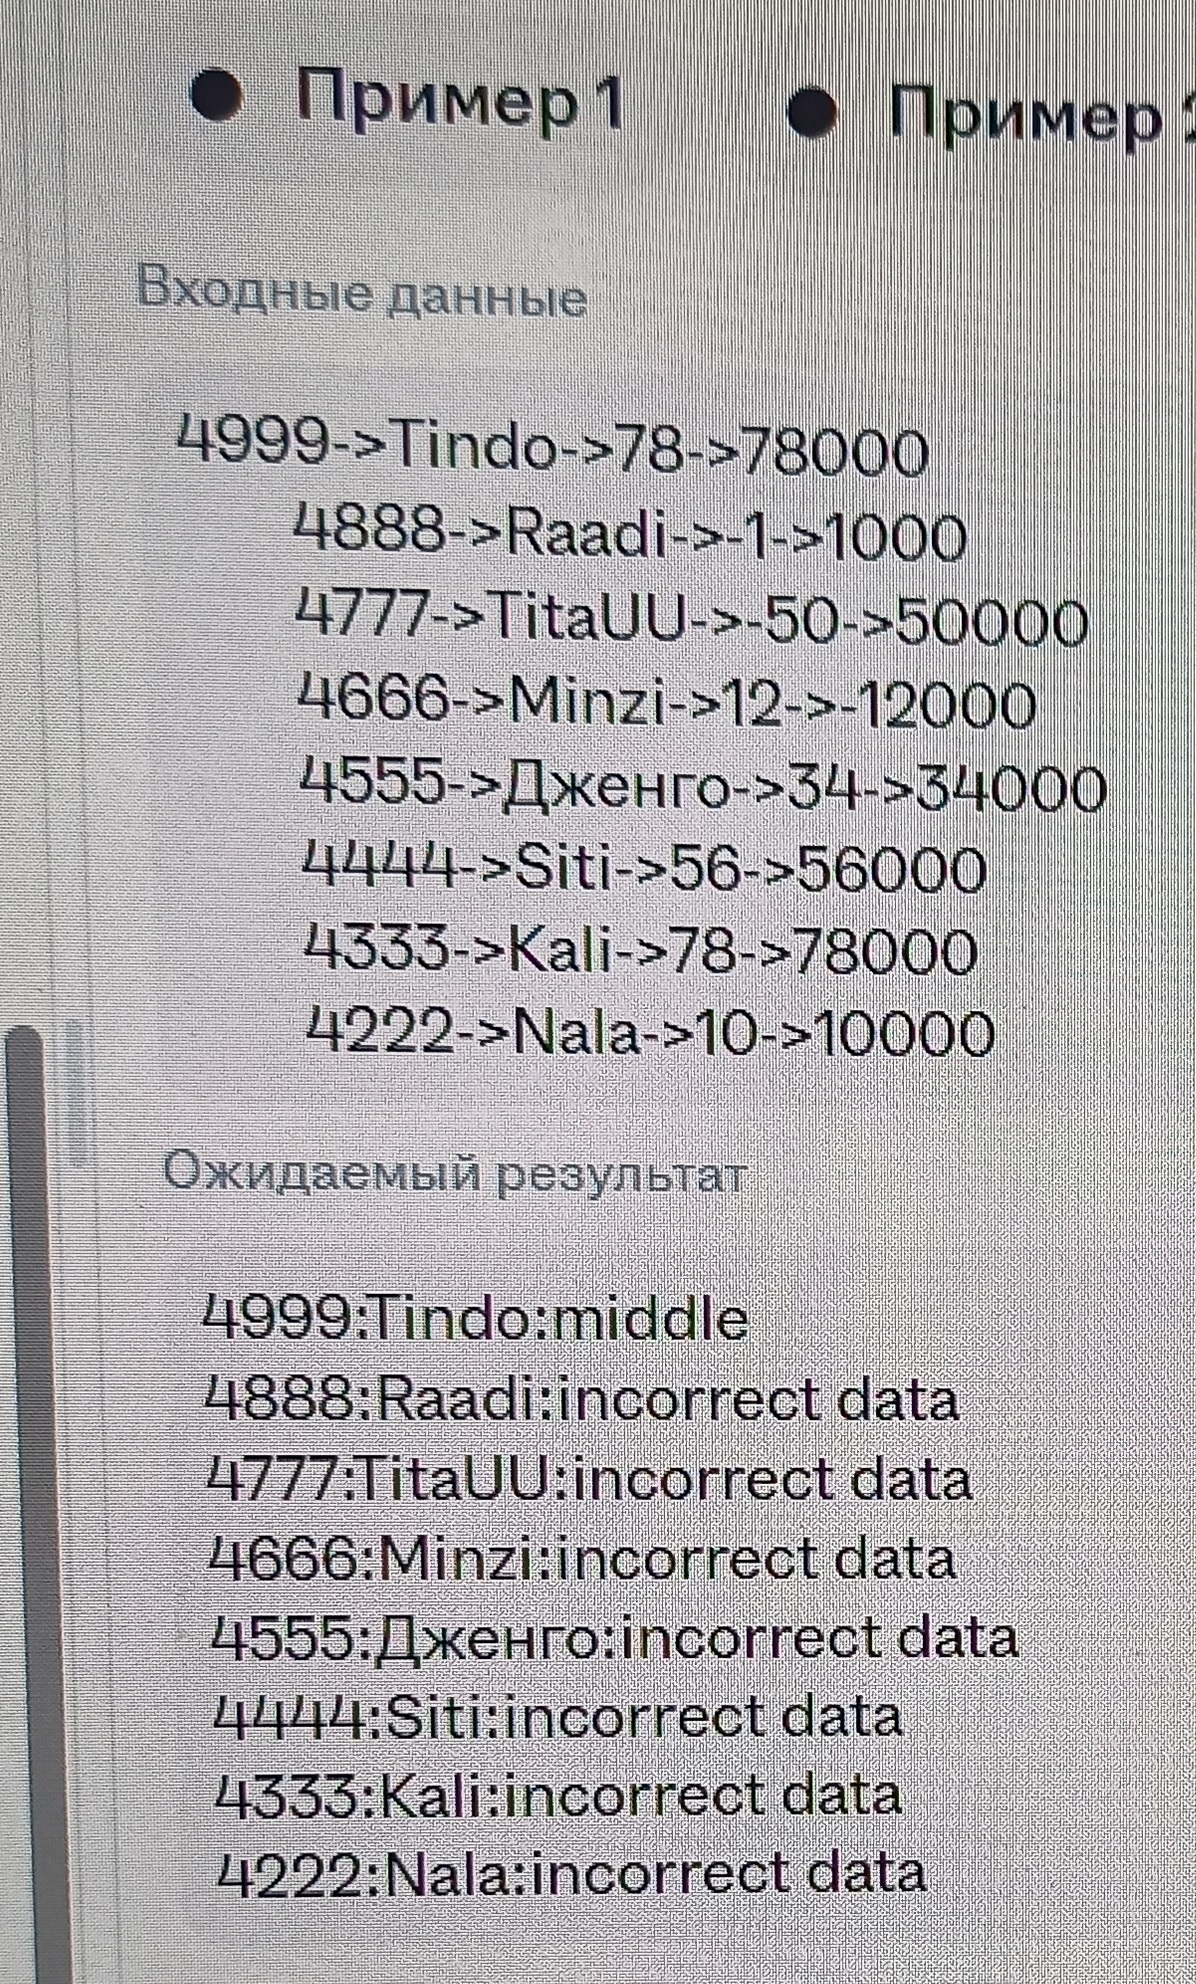 Пример 1
Пример
Входные данные
4999->Tindo->78->78000
4888->Raadi->-1->1000
4777->TitaUU->-50->50000
4666->Minzi->12->-12000
4555->Дженго->34->34000
4444->Siti->56->56000
4333->Kali->78->78000
4222->Nala->10->10000
Ожидаемый результат
4999:Tindo:middle
4888:Raadi:incorrect data
4777:TitaUU:incorrect data
4666:Minzi:incorrect data
4555:Дженго:incorrect data
4444:Siti:incorrect data
4333:Kali:incorrect data
4222:Nala:incorrect data